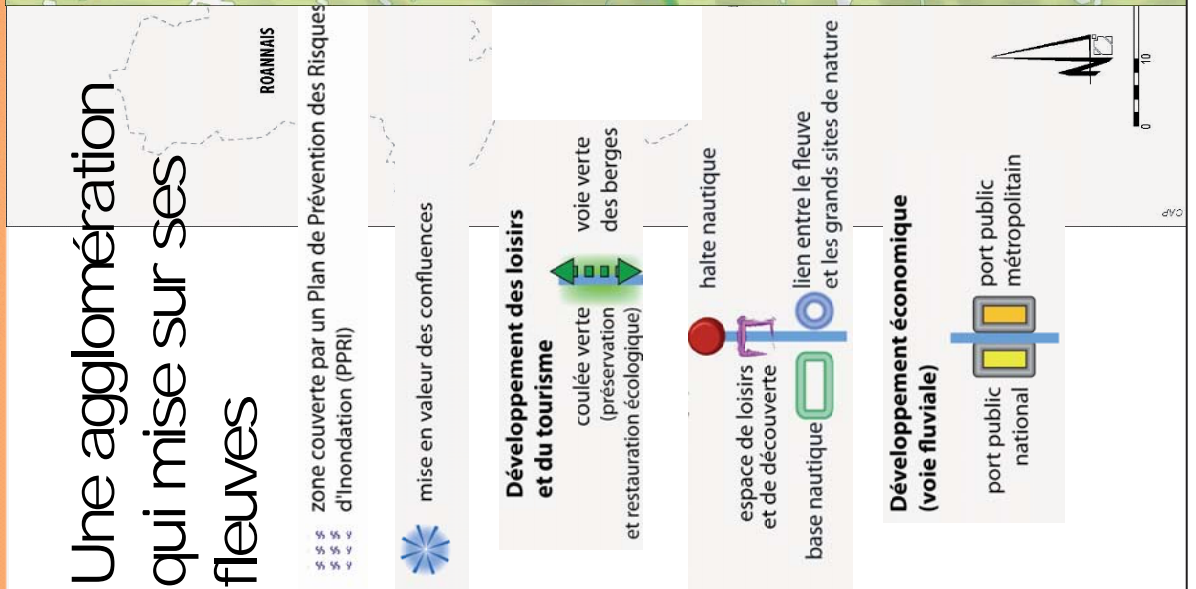 Une agglomération
qui mise sur ses
fleuves
ROANNAIS
zone couverte par un Plan de Prévention des Risques
d'Inondation (PPRI)
mise en valeur des confluences
Développement des loisirs
et du tourisme
coulée verte
(préservation
et restauration écologique)
voie verte
des berges
halte nautique
espace de loisirs
et de découverte
base nautique
lien entre le fleuve
et les grands sites de nature
Développement économique
(voie fluviale)
port public
national
port public
métropolitain
N
0 10
CAP